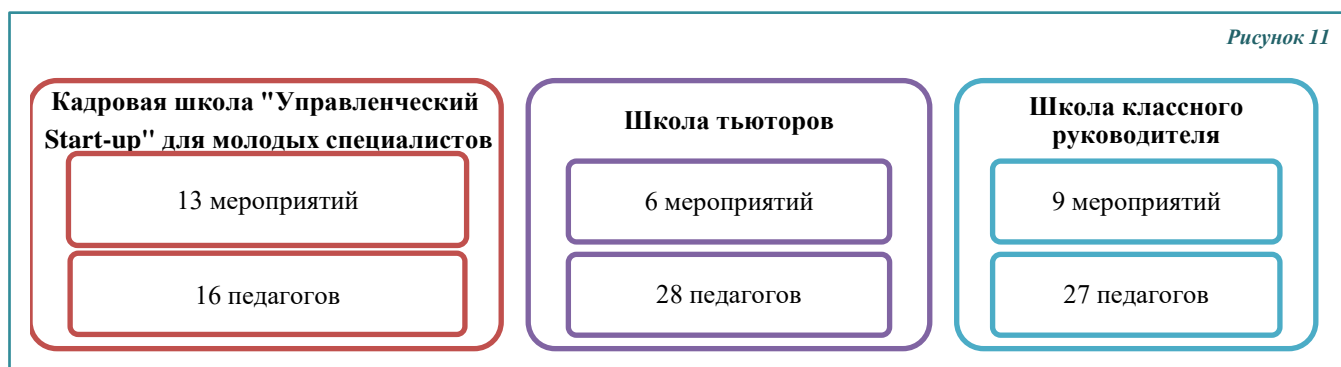 Рисунок 11
Кадровая школа "Управленческий
Start-up" для молодых специалистов
13 мероприятий
16 педагогов
Школа тьюторов
6 мероприятий
28 педагогов
Школа классного
руководителя
9 мероприятий
27 педагогов